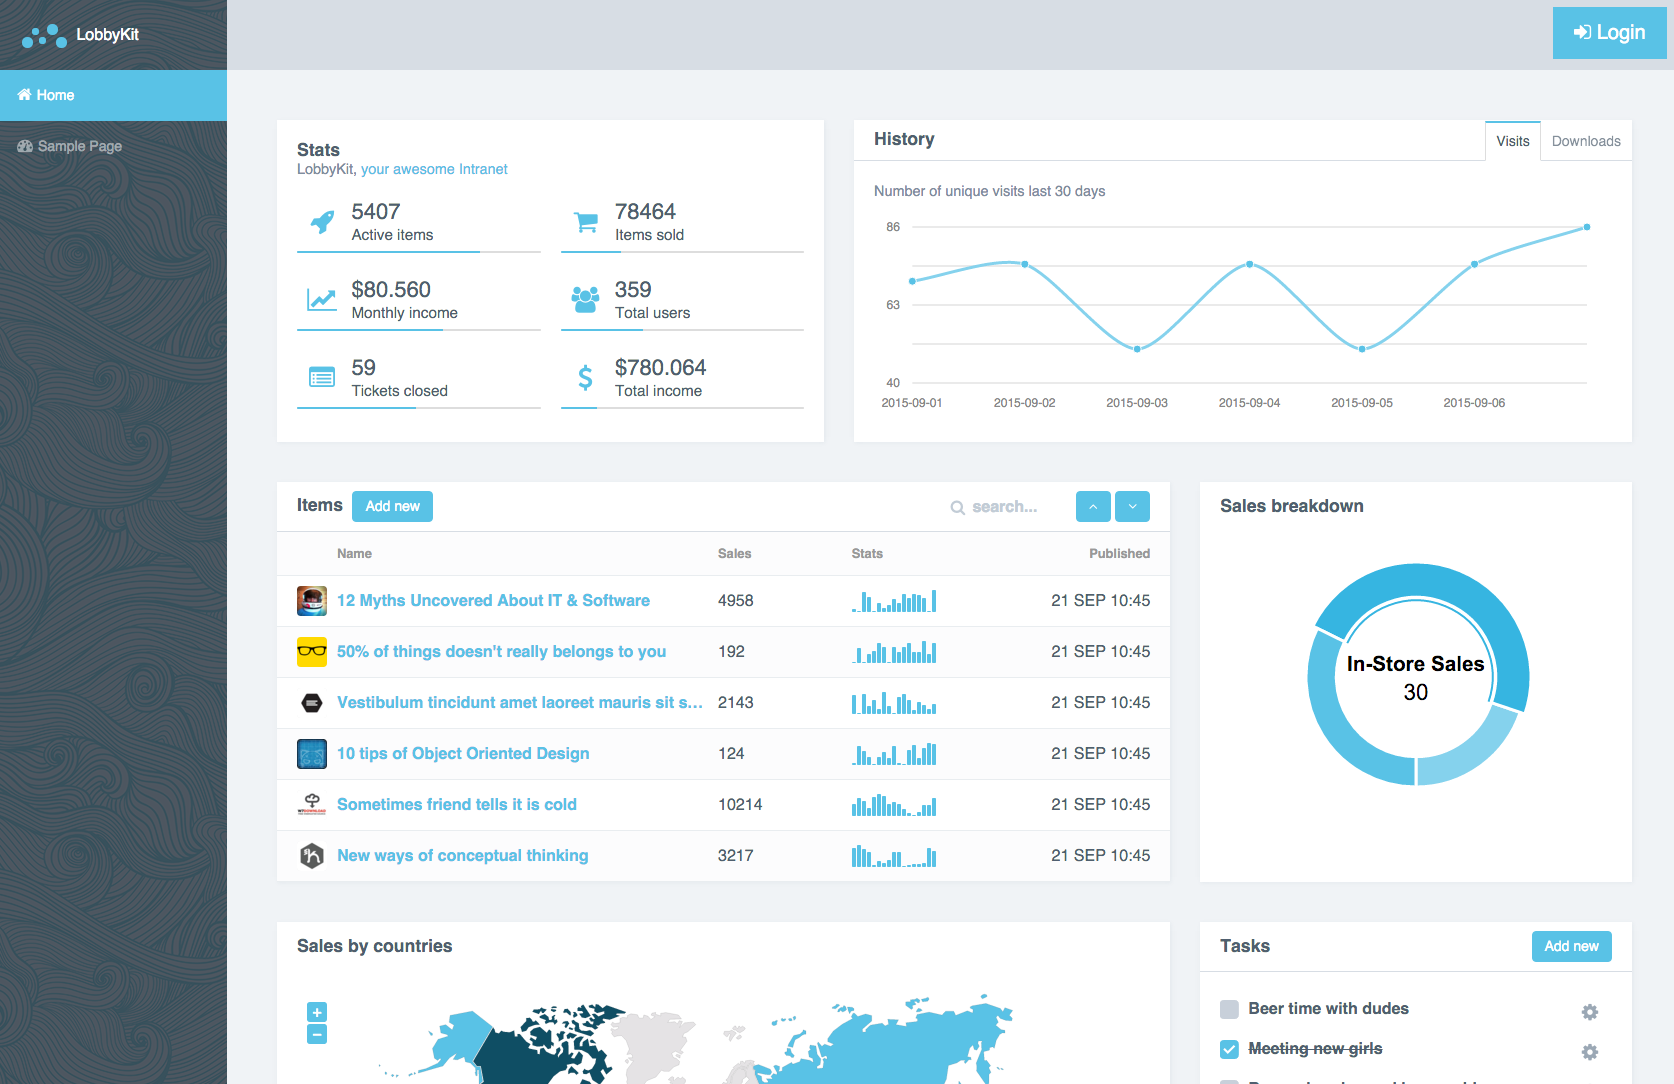 LobbyKit
Login
Home
Sample Page
Stats
LobbyKit, your awesome Intranet
5407
Active items
78464
Items sold
$80.560
Monthly income
359
Total users
59
Tickets closed
$780.064
Total income
History
Visits
Downloads
Number of unique visits last 30 days
86
63
40
2015-09-01 2015-09-02 2015-09-03 2015-09-04 2015-09-05 2015-09-06
Items
Add new
search...
Name Sales Stats Published
12 Myths Uncovered About IT & Software 4958 21 SEP 10:45
50% of things doesn't really belongs to you 192 21 SEP 10:45
Vestibulum tincidunt amet laoreet mauris sit s... 2143 21 SEP 10:45
10 tips of Object Oriented Design 124 21 SEP 10:45
Sometimes friend tells it is cold 10214 21 SEP 10:45
New ways of conceptual thinking 3217 21 SEP 10:45
Sales breakdown
In-Store Sales
30
Sales by countries
+
−
Tasks
Add new
Beer time with dudes
Meeting new girls